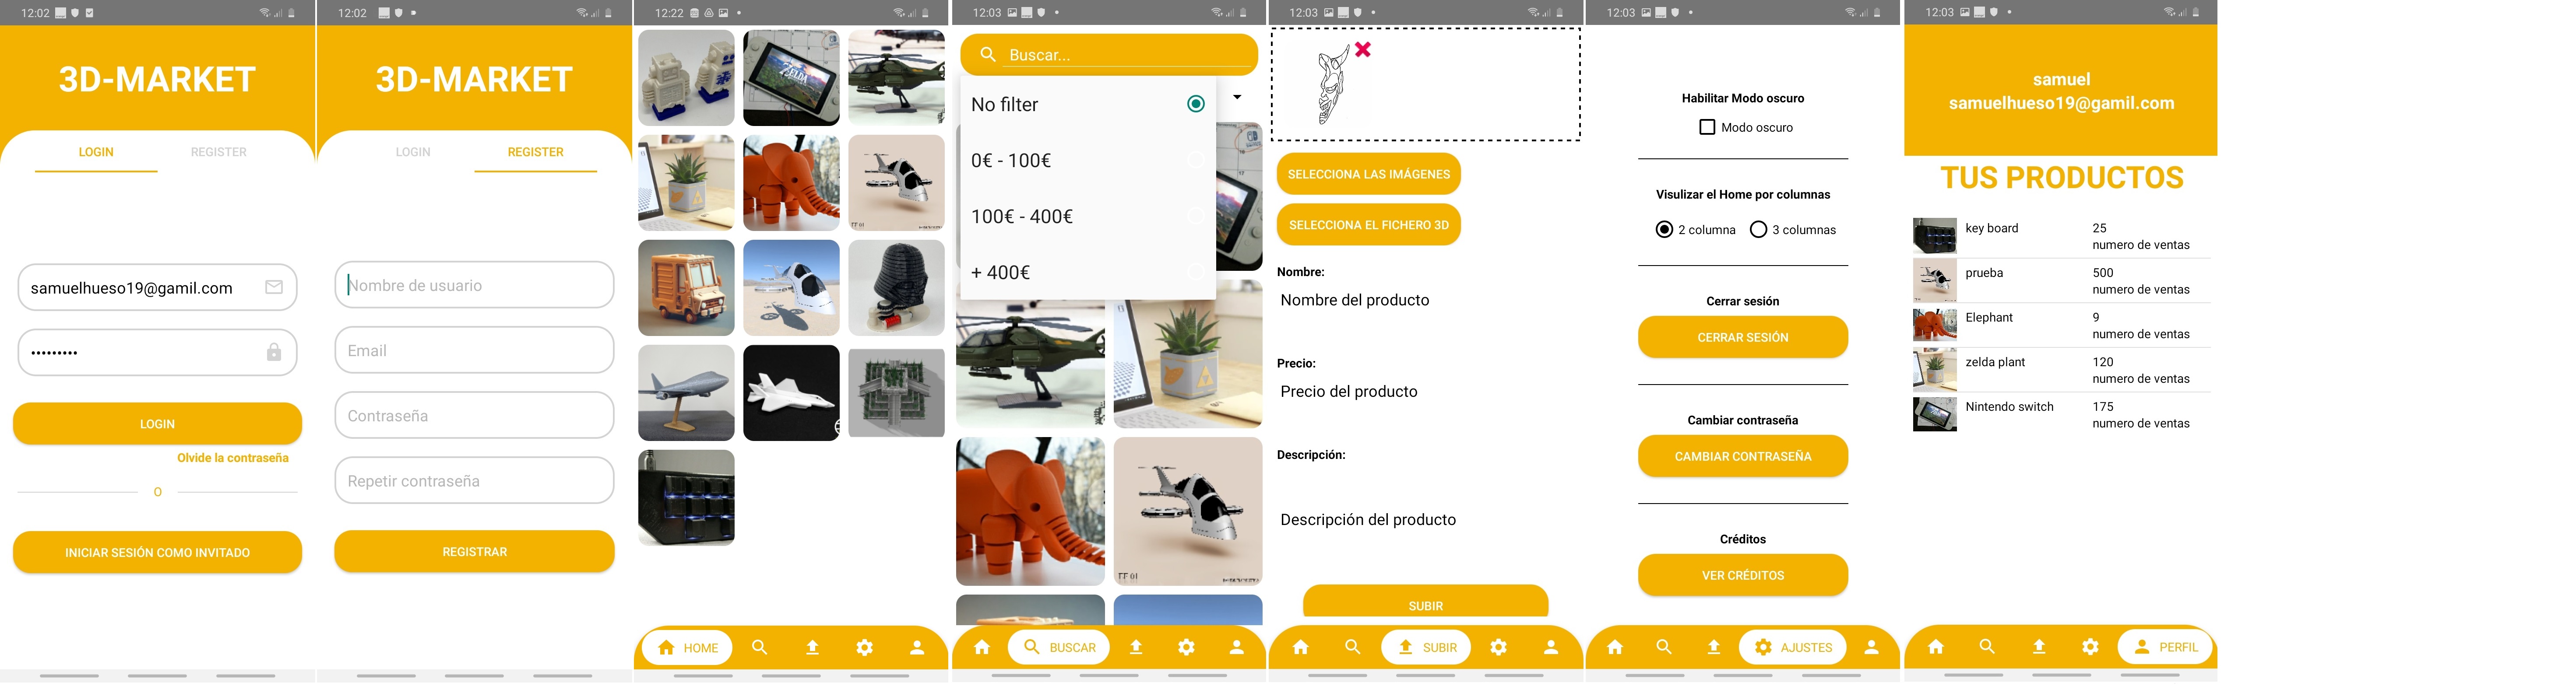 12:02
3D-MARKET
LOGIN REGISTER
samuelhueso19@gamil.com
•••••••••
LOGIN
Olvide la contraseña
O
INICIAR SESIÓN COMO INVITADO
12:02
3D-MARKET
LOGIN REGISTER
Nombre de usuario
Email
Contraseña
Repetir contraseña
REGISTRAR
12:22
ZELDA
TF 01
HOME
12:03
Buscar...
No filter
0€ - 100€
100€ - 400€
+ 400€
TF 01
BUSCAR
12:03
SELECCIONA LAS IMÁGENES
SELECCIONA EL FICHERO 3D
Nombre:
Nombre del producto
Precio:
Precio del producto
Descripción:
Descripción del producto
SUBIR
SUBIR
12:03
Habilitar Modo oscuro
Modo oscuro
Visulizar el Home por columnas
2 columna 3 columnas
Cerrar sesión
CERRAR SESIÓN
Cambiar contraseña
CAMBIAR CONTRASEÑA
Créditos
VER CRÉDITOS
AJUSTES
12:03
samuel
samuelhueso19@gamil.com
TUS PRODUCTOS
key board 25
numero de ventas
prueba 500
numero de ventas
Elephant 9
numero de ventas
zelda plant 120
numero de ventas
Nintendo switch 175
numero de ventas
PERFIL